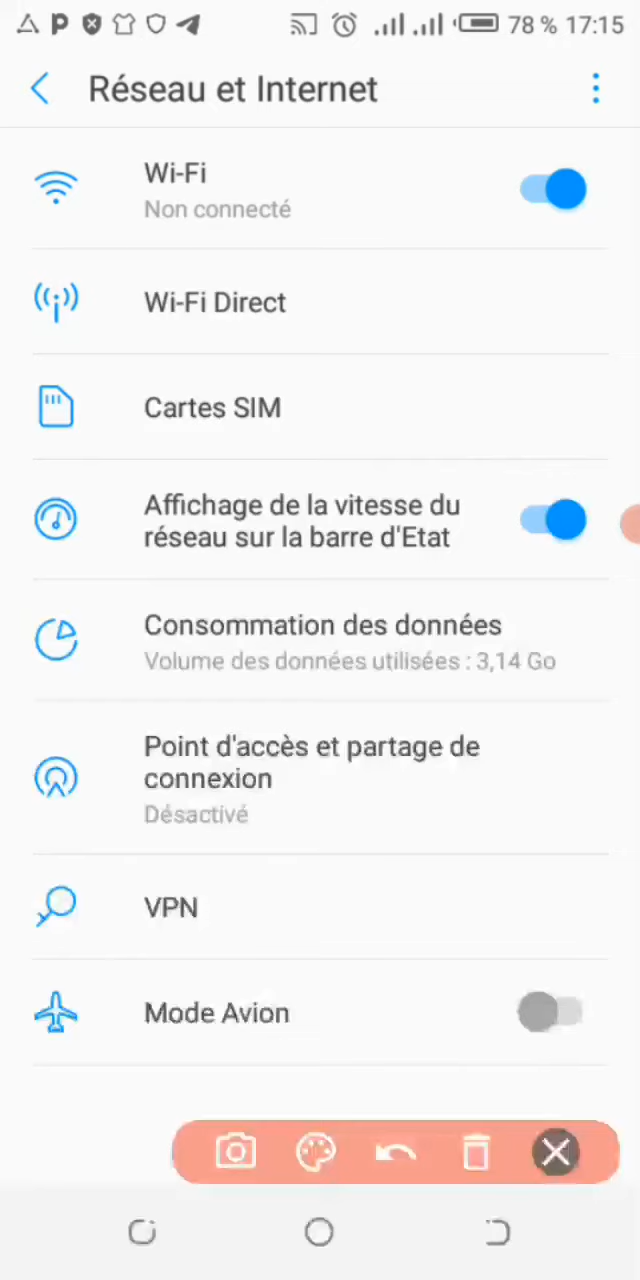 78 % 17:15
Réseau et Internet
Wi-Fi
Non connecté
Wi-Fi Direct
Cartes SIM
Affichage de la vitesse du
réseau sur la barre d'Etat
Consommation des données
Volume des données utilisées : 3,14 Go
Point d'accès et partage de
connexion
Désactivé
VPN
Mode Avion